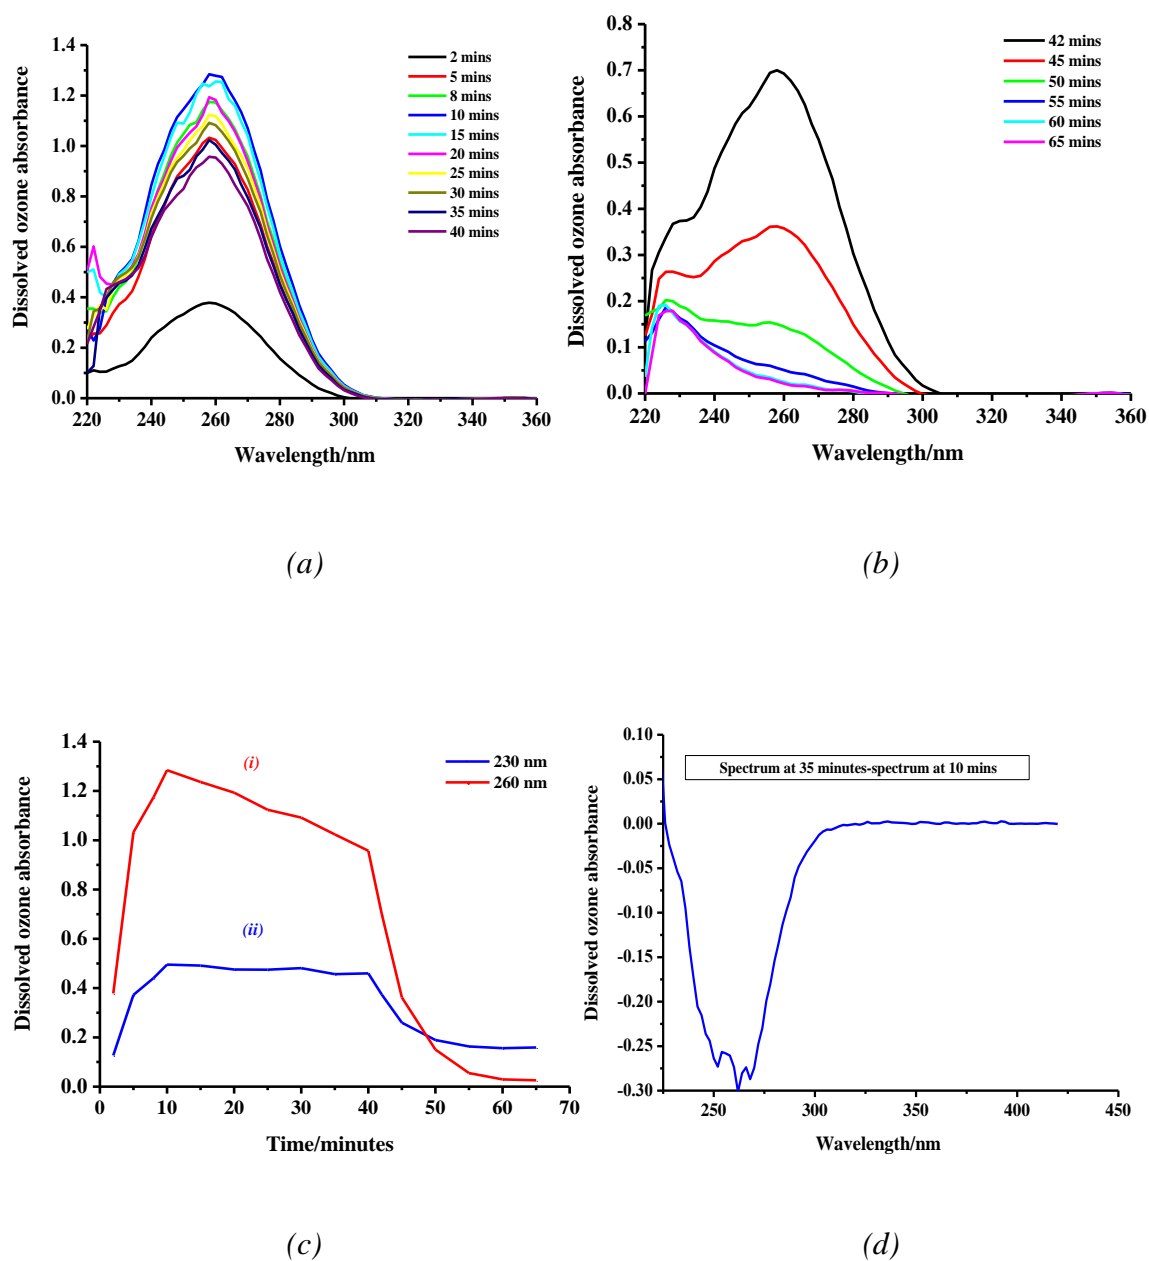 Dissolved ozone absorbance
1.4
1.2
1.0
0.8
0.6
0.4
0.2
0.0
220 240 260 280 300 320 340 360
Wavelength/nm
2 mins
5 mins
8 mins
10 mins
15 mins
20 mins
25 mins
30 mins
35 mins
40 mins
(a)
Dissolved ozone absorbance
0.8
0.7
0.6
0.5
0.4
0.3
0.2
0.1
0.0
220 240 260 280 300 320 340 360
Wavelength/nm
42 mins
45 mins
50 mins
55 mins
60 mins
65 mins
(b)
Dissolved ozone absorbance
1.4
1.2
1.0
0.8
0.6
0.4
0.2
0.0
0 10 20 30 40 50 60 70
Time/minutes
(i)
(ii)
230 nm
260 nm
(c)
Dissolved ozone absorbance
0.10
0.05
0.00
-0.05
-0.10
-0.15
-0.20
-0.25
-0.30
250 300 350 400 450
Wavelength/nm
Spectrum at 35 minutes-spectrum at 10 mins
(d)